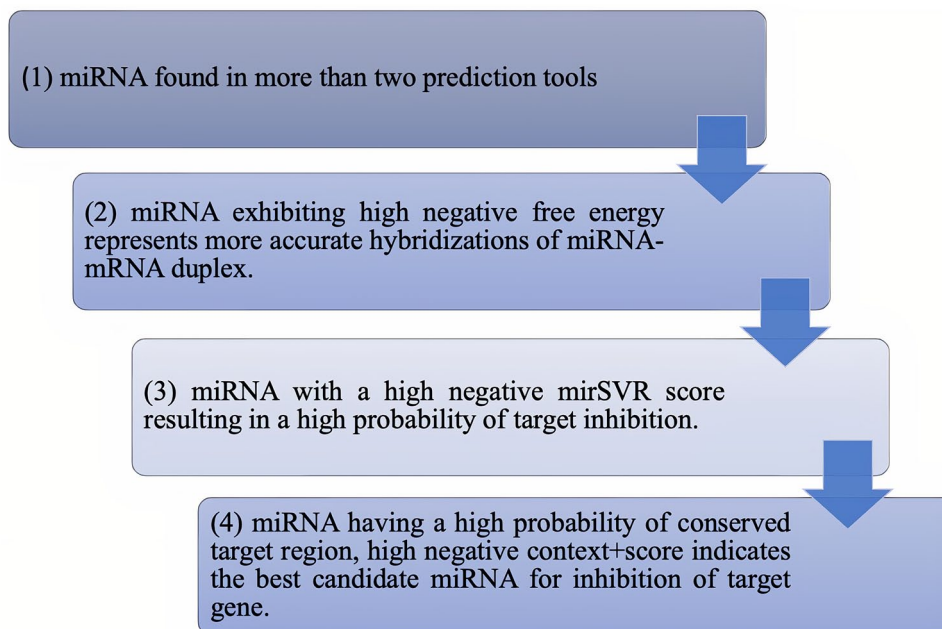 (1) miRNA found in more than two prediction tools
(2) miRNA exhibiting high negative free energy
represents more accurate hybridizations of miRNA-
mRNA duplex.
(3) miRNA with a high negative mirSVR score
resulting in a high probability of target inhibition.
(4) miRNA having a high probability of conserved
target region, high negative context+score indicates
the best candidate miRNA for inhibition of target
gene.